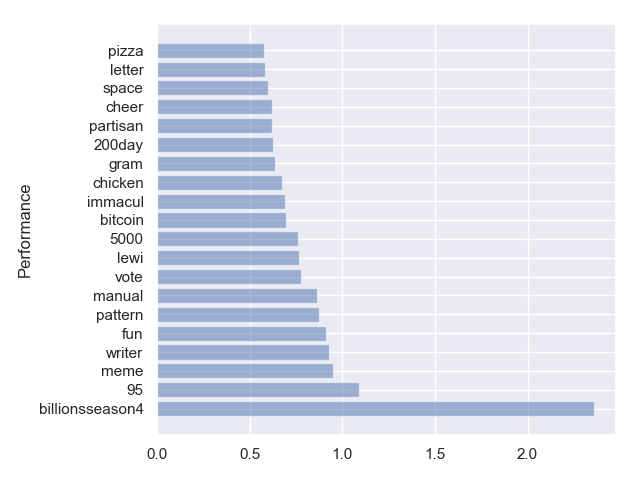 pizza
letter
space
cheer
partisan
200day
gram
chicken
immacul
bitcoin
5000
lewi
vote
manual
pattern
fun
writer
meme
95
billionsseason4
Performance
0.0 0.5 1.0 1.5 2.0